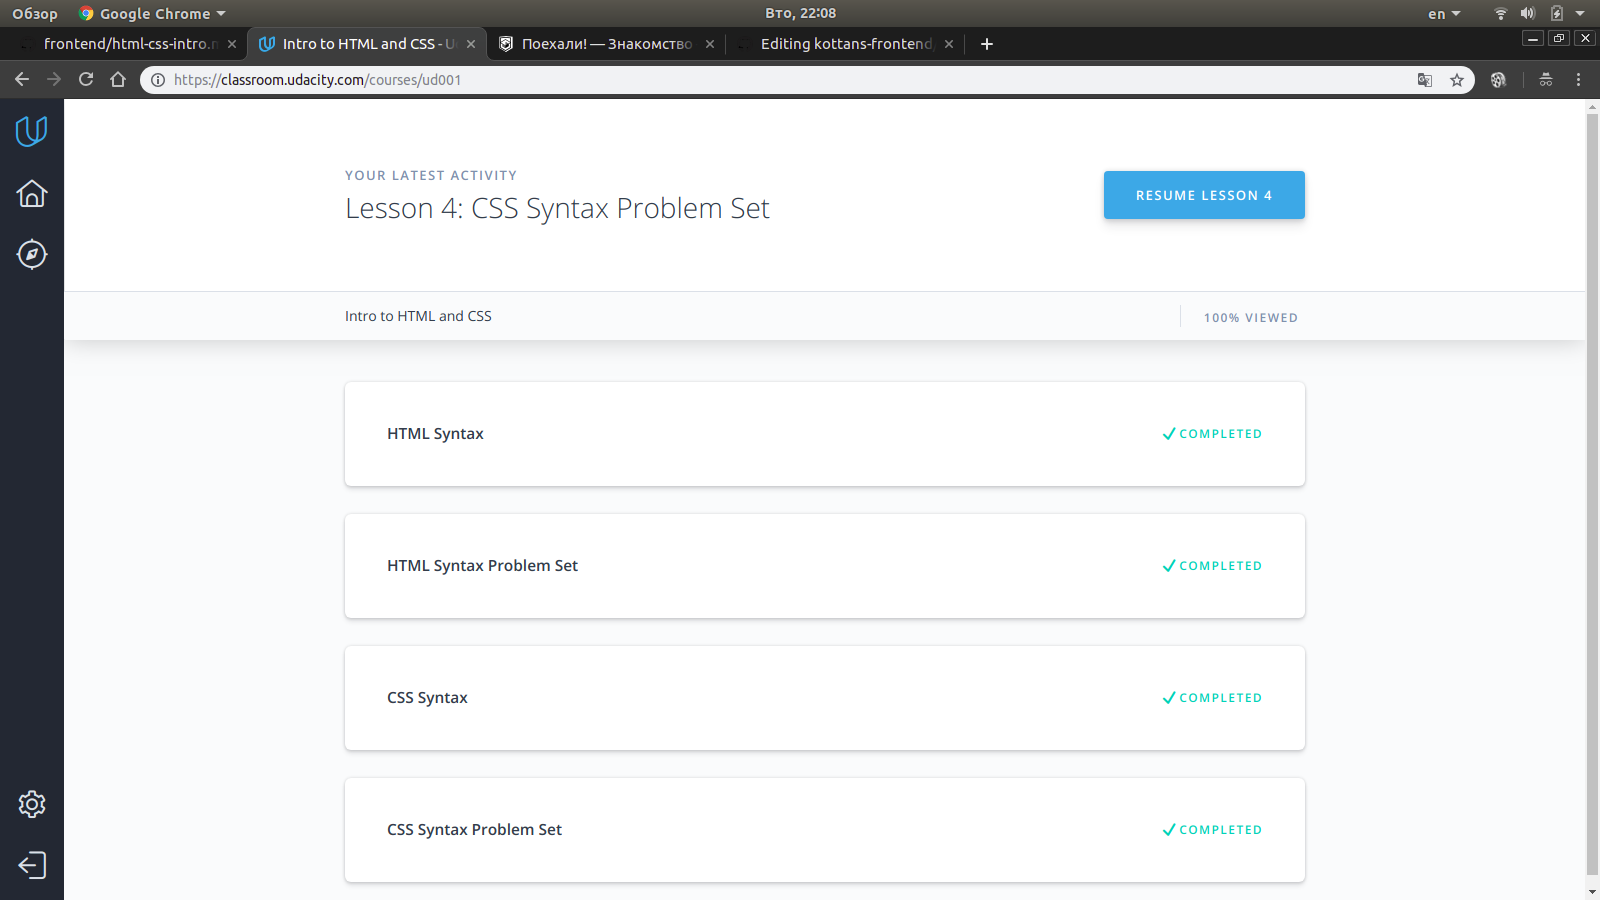 Обзор Google Chrome Вто, 22:08 en
frontend/html-css-intro.m Intro to HTML and CSS - U Поехали! — Знакомство Editing kottans-frontend
https://classroom.udacity.com/courses/ud001
YOUR LATEST ACTIVITY
Lesson 4: CSS Syntax Problem Set
RESUME LESSON 4
Intro to HTML and CSS 100% VIEWED
HTML Syntax COMPLETED
HTML Syntax Problem Set COMPLETED
CSS Syntax COMPLETED
CSS Syntax Problem Set COMPLETED